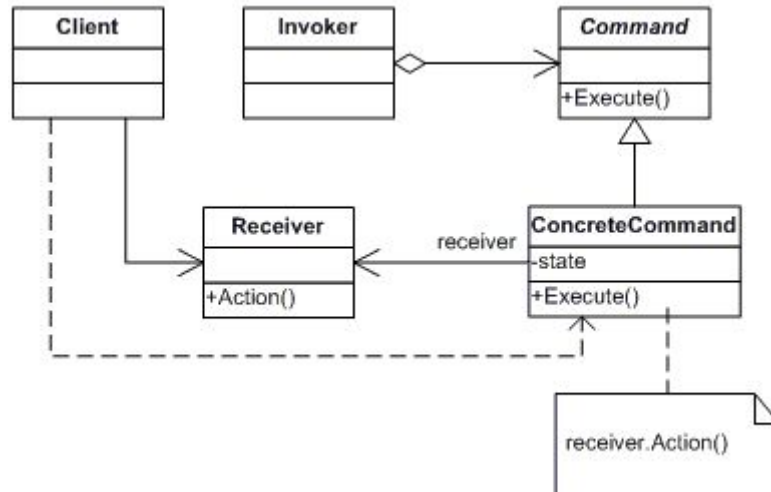 Client
Invoker
Command
+Execute()
Receiver
+Action()
receiver
ConcreteCommand
-state
+Execute()
receiver.Action()